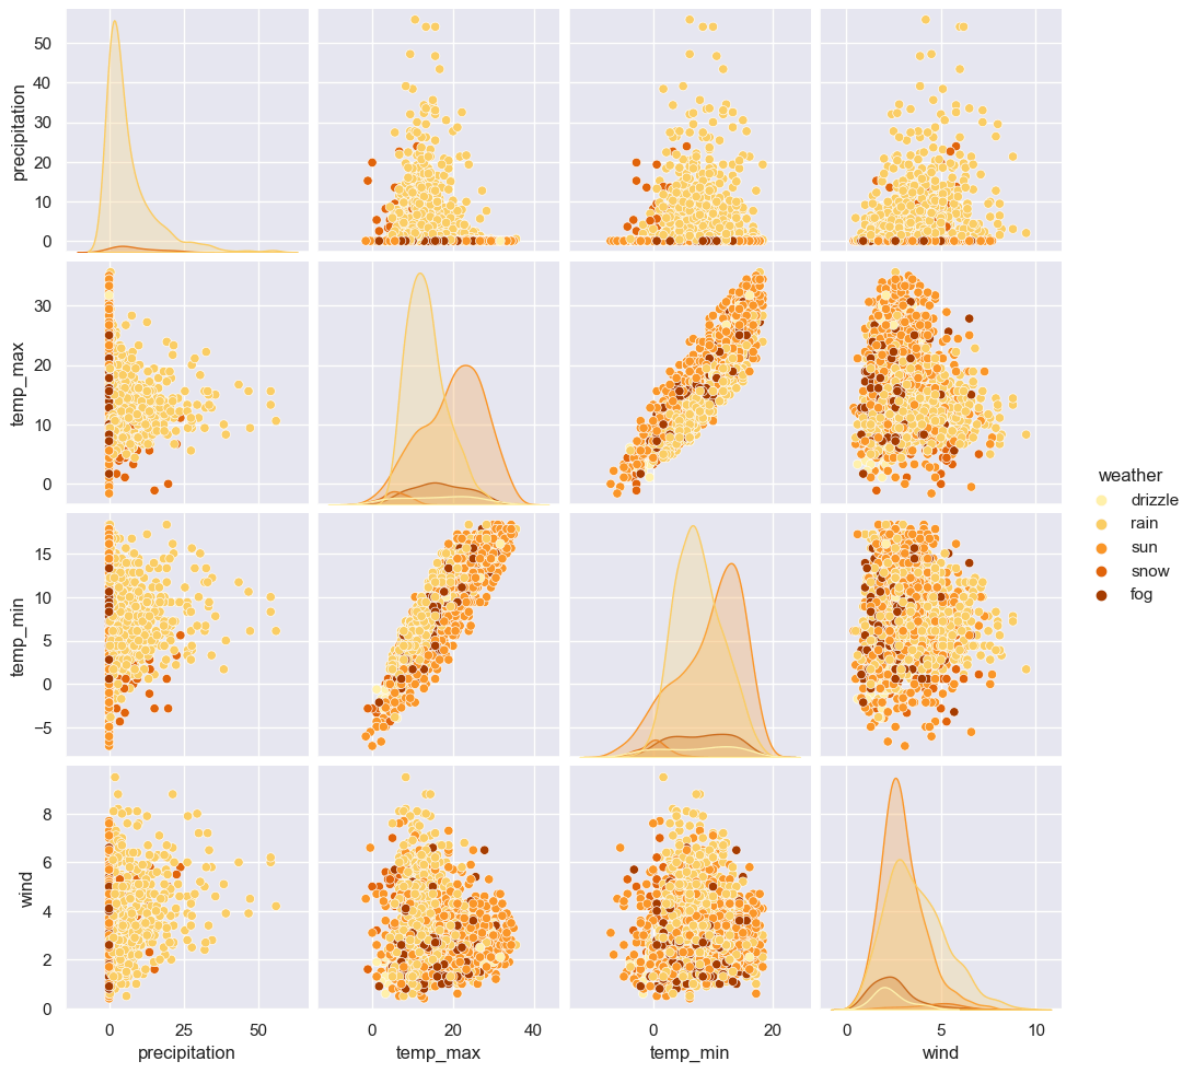 precipitation
50
40
30
20
10
0
temp_max
30
20
10
0
temp_min
15
10
5
0
−5
wind
8
6
4
2
0
0 25 50
precipitation
0 20 40
temp_max
0 20
temp_min
0 5 10
wind
weather
drizzle
rain
sun
snow
fog